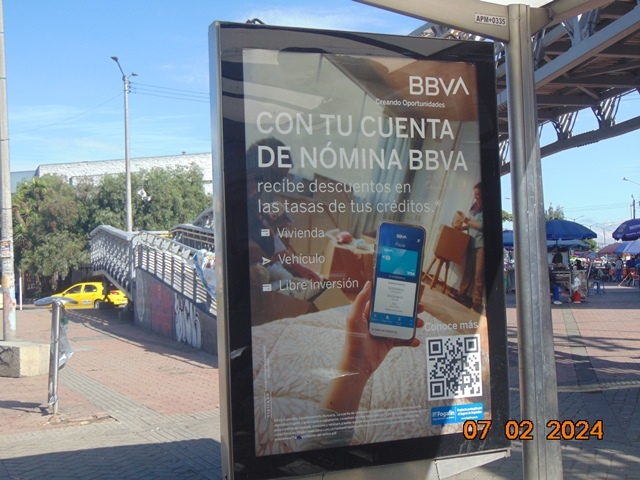 APM+0335
BBVA
Creando Oportunidades
CON TU CUENTA
DE NÓMINA BBVA
recibe descuentos en
las tasas de tus créditos.
Vivienda
Vehículo
Libre inversión
Conoce más
Fogafín
07 02 2024